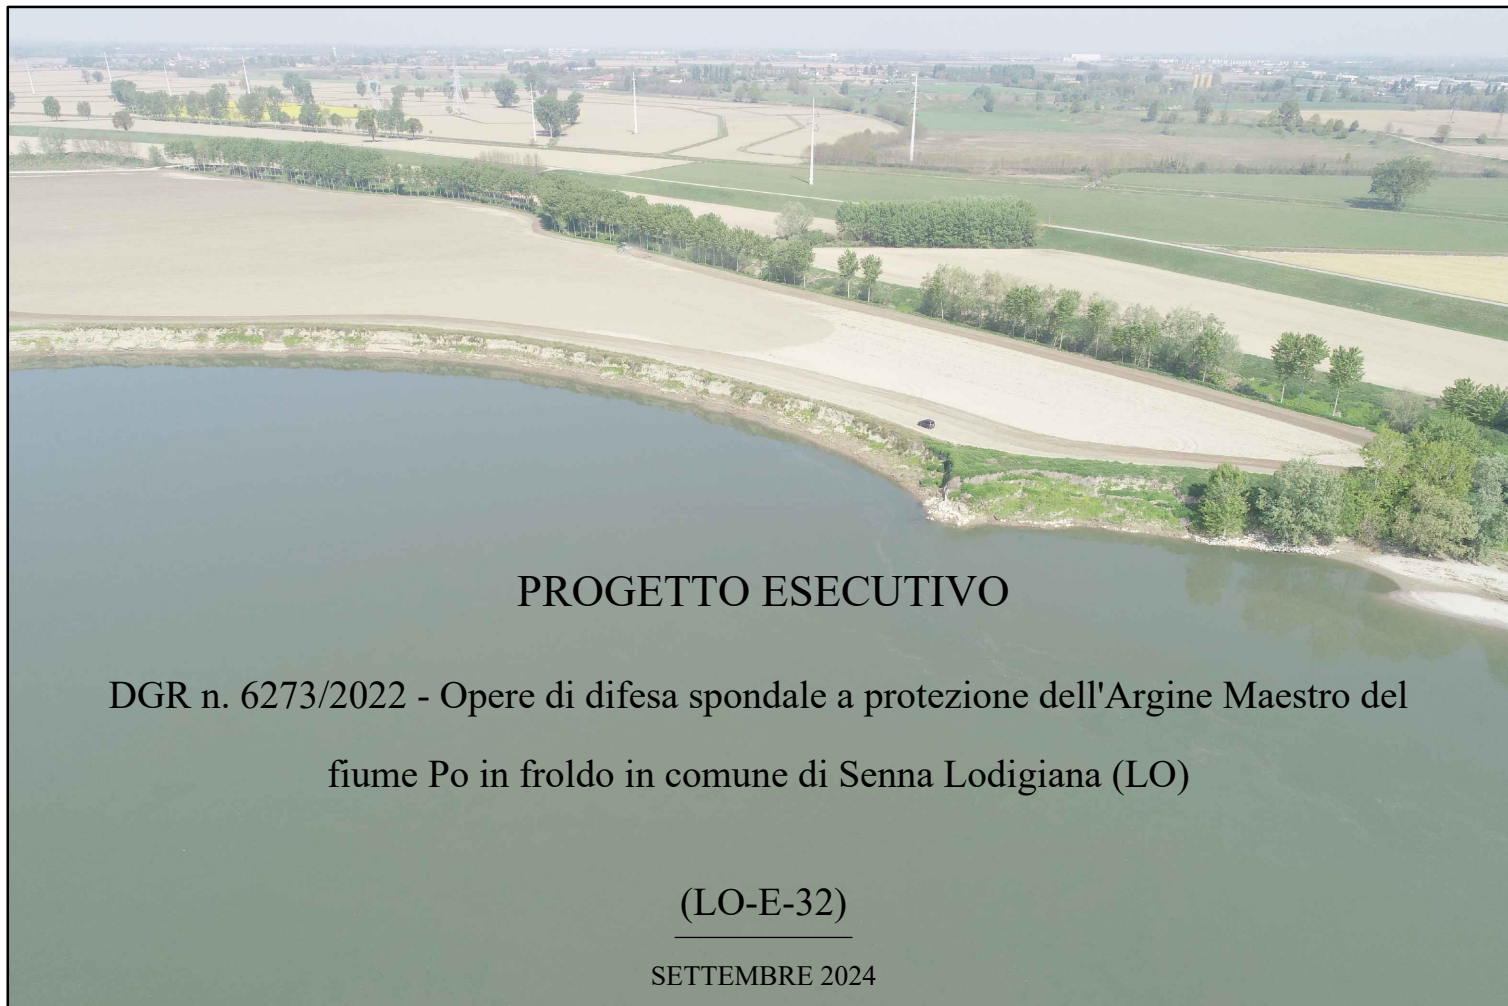 PROGETTO ESECUTIVO
DGR n. 6273/2022 - Opere di difesa spondale a protezione dell'Argine Maestro del
fiume Po in froldo in comune di Senna Lodigiana (LO)
(LO-E-32)
SETTEMBRE 2024